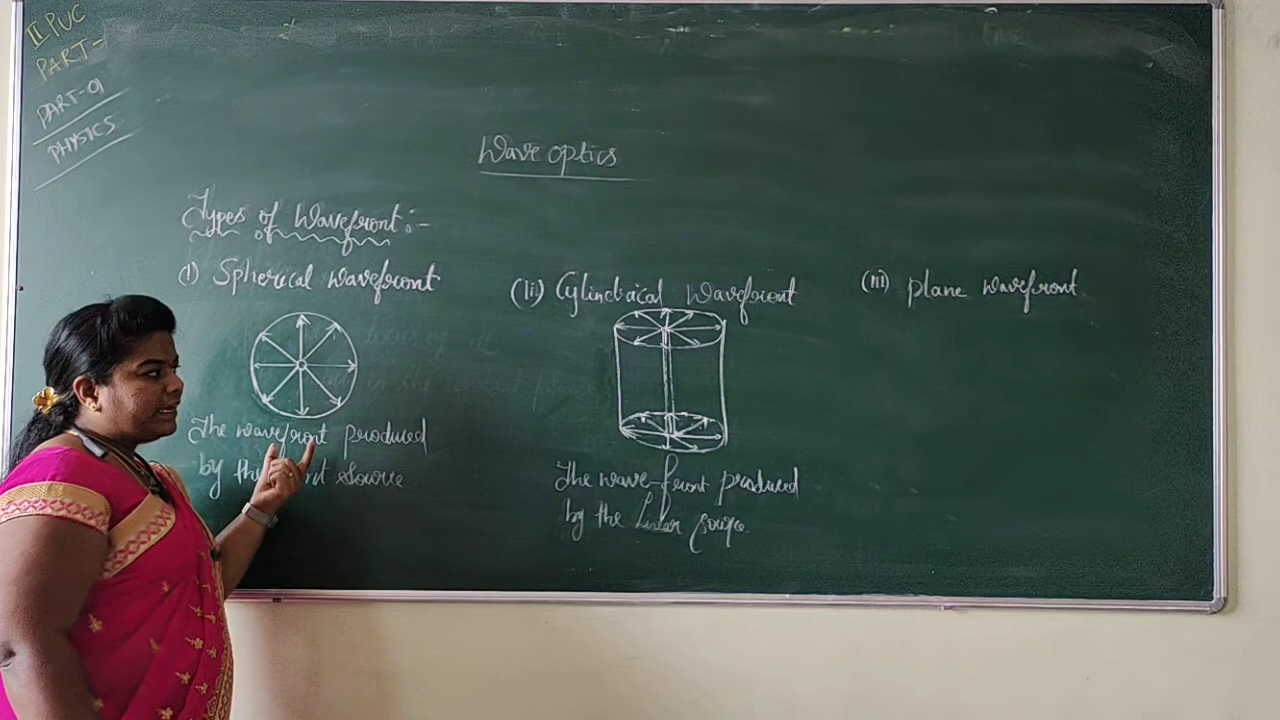 II PUC
PART-
PART-01
PHYSICS
Wave optics
Types of Wavefront:-
(i) Spherical wavefront
(ii) Cylindrical Wavefront
(iii) plane wavefront
The wavefront produced
by the source
The wave-front produced
by the linear source.